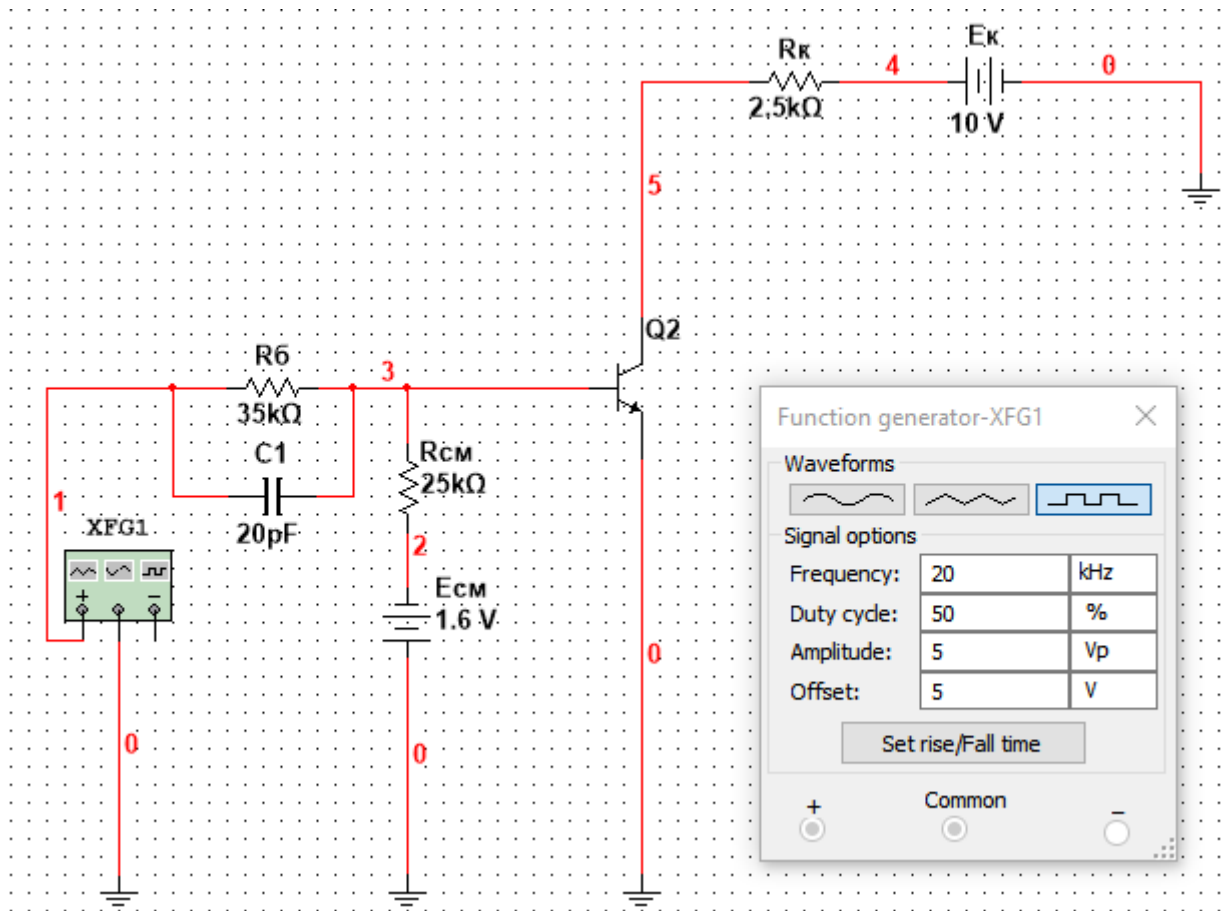 Eк
Rк
4
0
2,5kΩ
10 V
5
Q2
Rб
3
35kΩ
C1
Rсм
25kΩ
1
XFG1
20pF
2
Eсм
1.6 V
+
−
0
0
0
Function generator-XFG1
Waveforms
Signal options
Frequency: 20 kHz
Duty cycle: 50 %
Amplitude: 5 Vp
Offset: 5 V
Set rise/Fall time
+ Common −